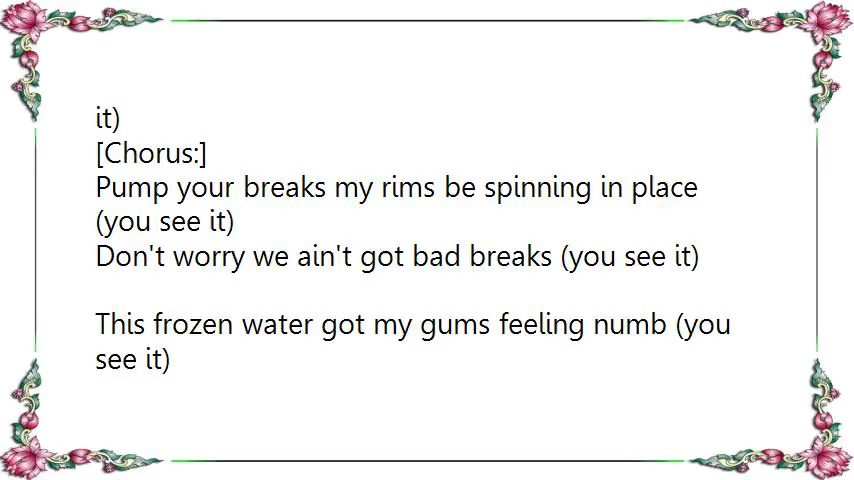 it)
[Chorus:]
Pump your breaks my rims be spinning in place
(you see it)
Don't worry we ain't got bad breaks (you see it)
This frozen water got my gums feeling numb (you
see it)